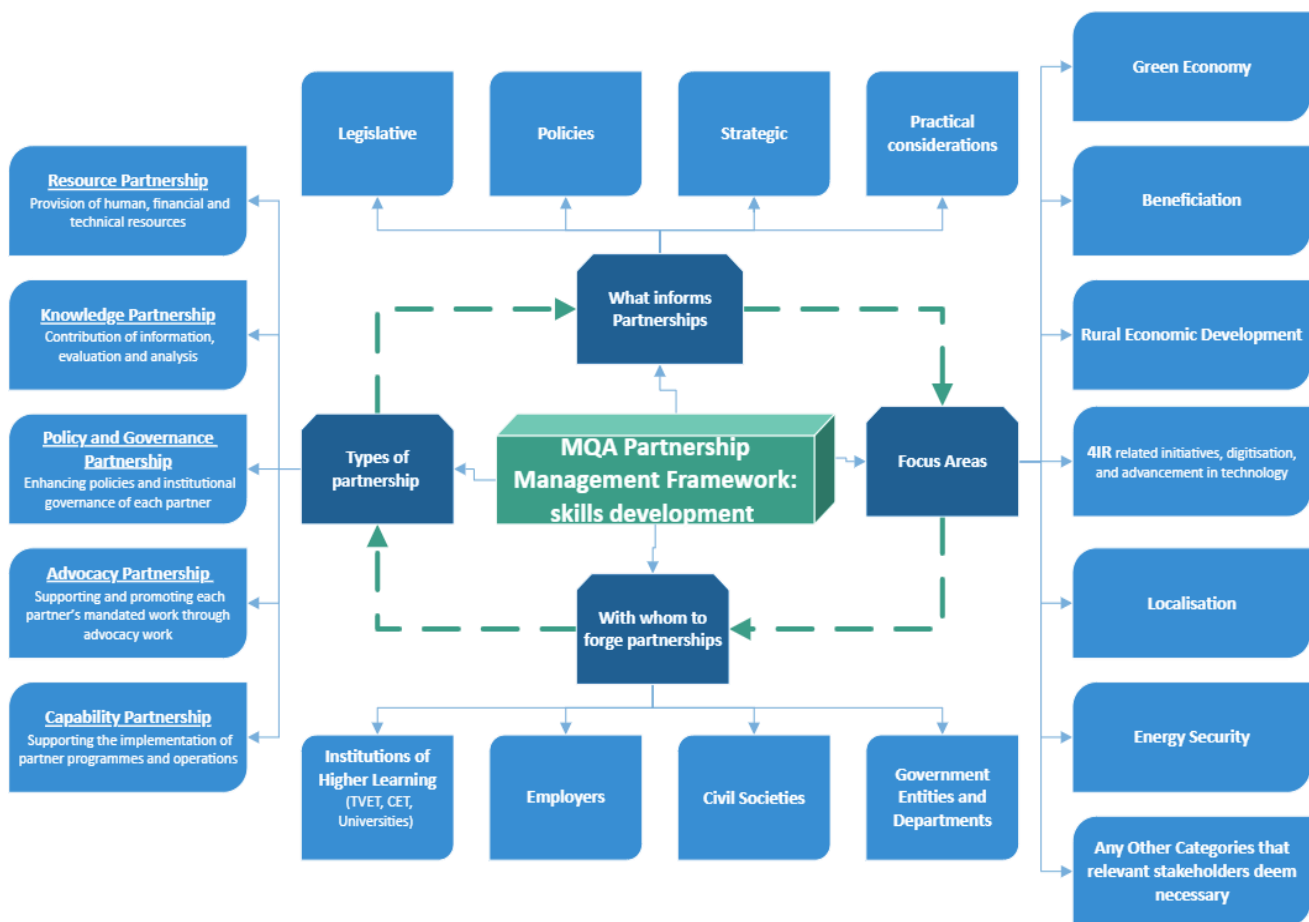 Green Economy
Legislative
Policies
Strategic
Practical
considerations
Resource Partnership
Provision of human, financial and
technical resources
Beneficiation
What informs
Partnerships
Knowledge Partnership
Contribution of information,
evaluation and analysis
Rural Economic Development
Policy and Governance
Partnership
Enhancing policies and institutional
governance of each partner
Types of
partnership
MQA Partnership
Management Framework:
skills development
Focus Areas
4IR related initiatives, digitisation,
and advancement in technology
Advocacy Partnership
Supporting and promoting each
partner's mandated work through
advocacy work
With whom to
forge partnerships
Localisation
Capability Partnership
Supporting the implementation of
partner programmes and operations
Energy Security
Institutions of
Higher Learning
(TVET, CET,
Universities)
Employers
Civil Societies
Government
Entities and
Departments
Any Other Categories that
relevant stakeholders deem
necessary